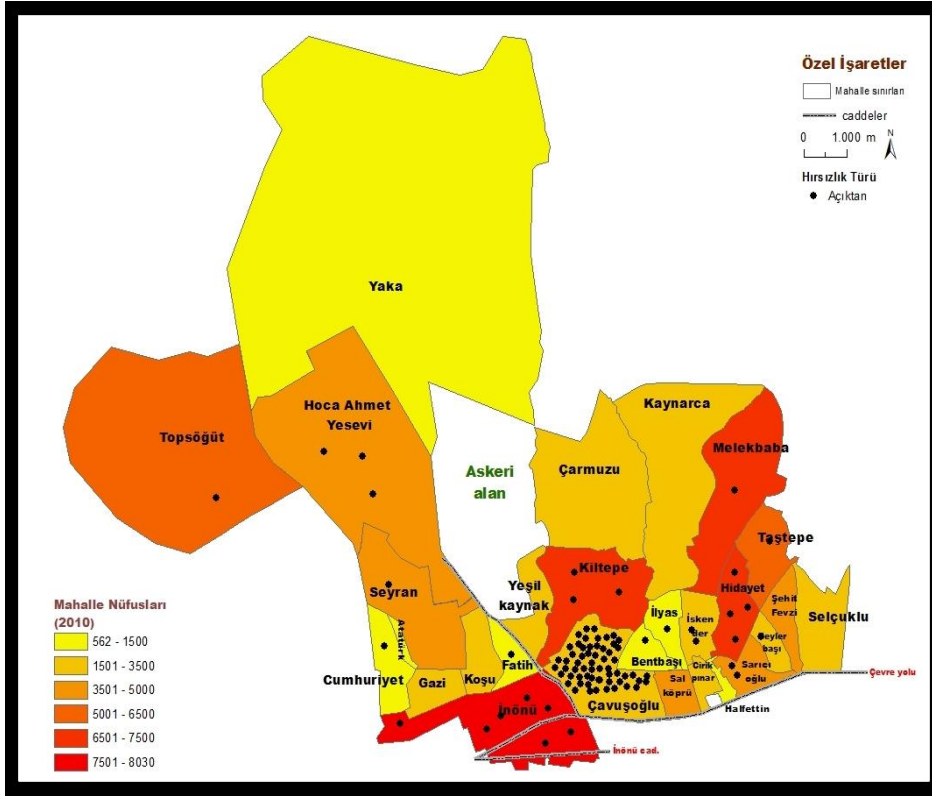 Özel İşaretler
Mahalle sınırları
caddeler
0 1.000 m
N
Hırsızlık Türü
Açıktan
Yaka
Hoca Ahmet
Yesevi
Topsöğüt
Askeri
alan
Çarmuzu
Kaynarca
Melekbaba
Taştepe
Kiltepe
Yeşil
kaynak
Hidayet
Şehit
Fevzi
Selçuklu
Seyran
İlyas
İsken
der
Beyler
başı
Atatürk
Fatih
Bentbaşı
Cirik
pınar
Sarıcı
oğlu
Cumhuriyet
Gazi
Koşu
Sal
köprü
Çavuşoğlu
Halfettin
Çevre yolu
İnönü
İnönü cad.
Mahalle Nüfusları
(2010)
562 - 1500
1501 - 3500
3501 - 5000
5001 - 6500
6501 - 7500
7501 - 8030